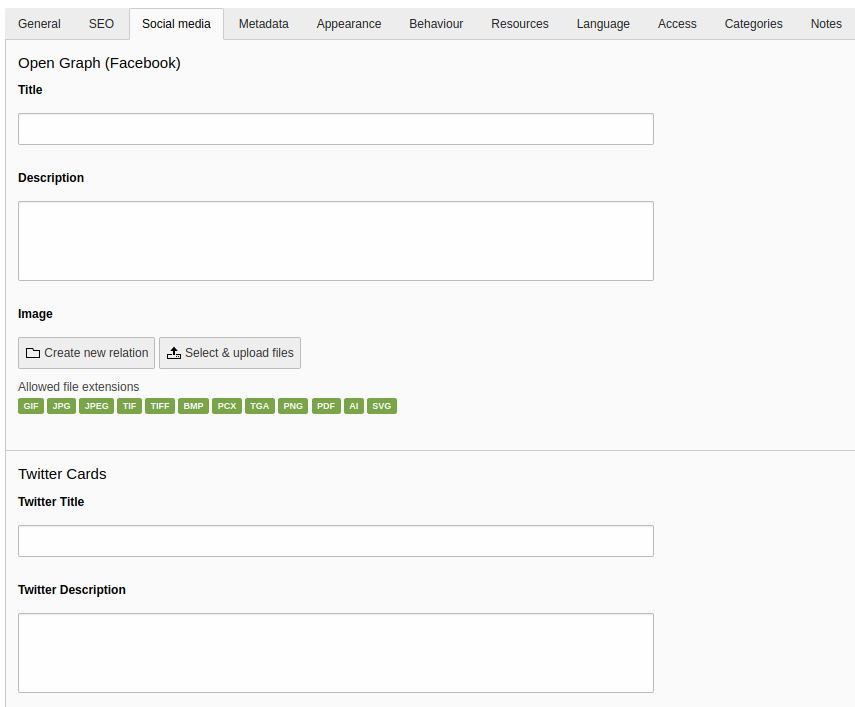 General SEO Social media Metadata Appearance Behaviour Resources Language Access Categories Notes
Open Graph (Facebook)
Title
Description
Image
Create new relation Select & upload files
Allowed file extensions
GIF JPG JPEG TIF TIFF BMP PCX TGA PNG PDF AI SVG
Twitter Cards
Twitter Title
Twitter Description